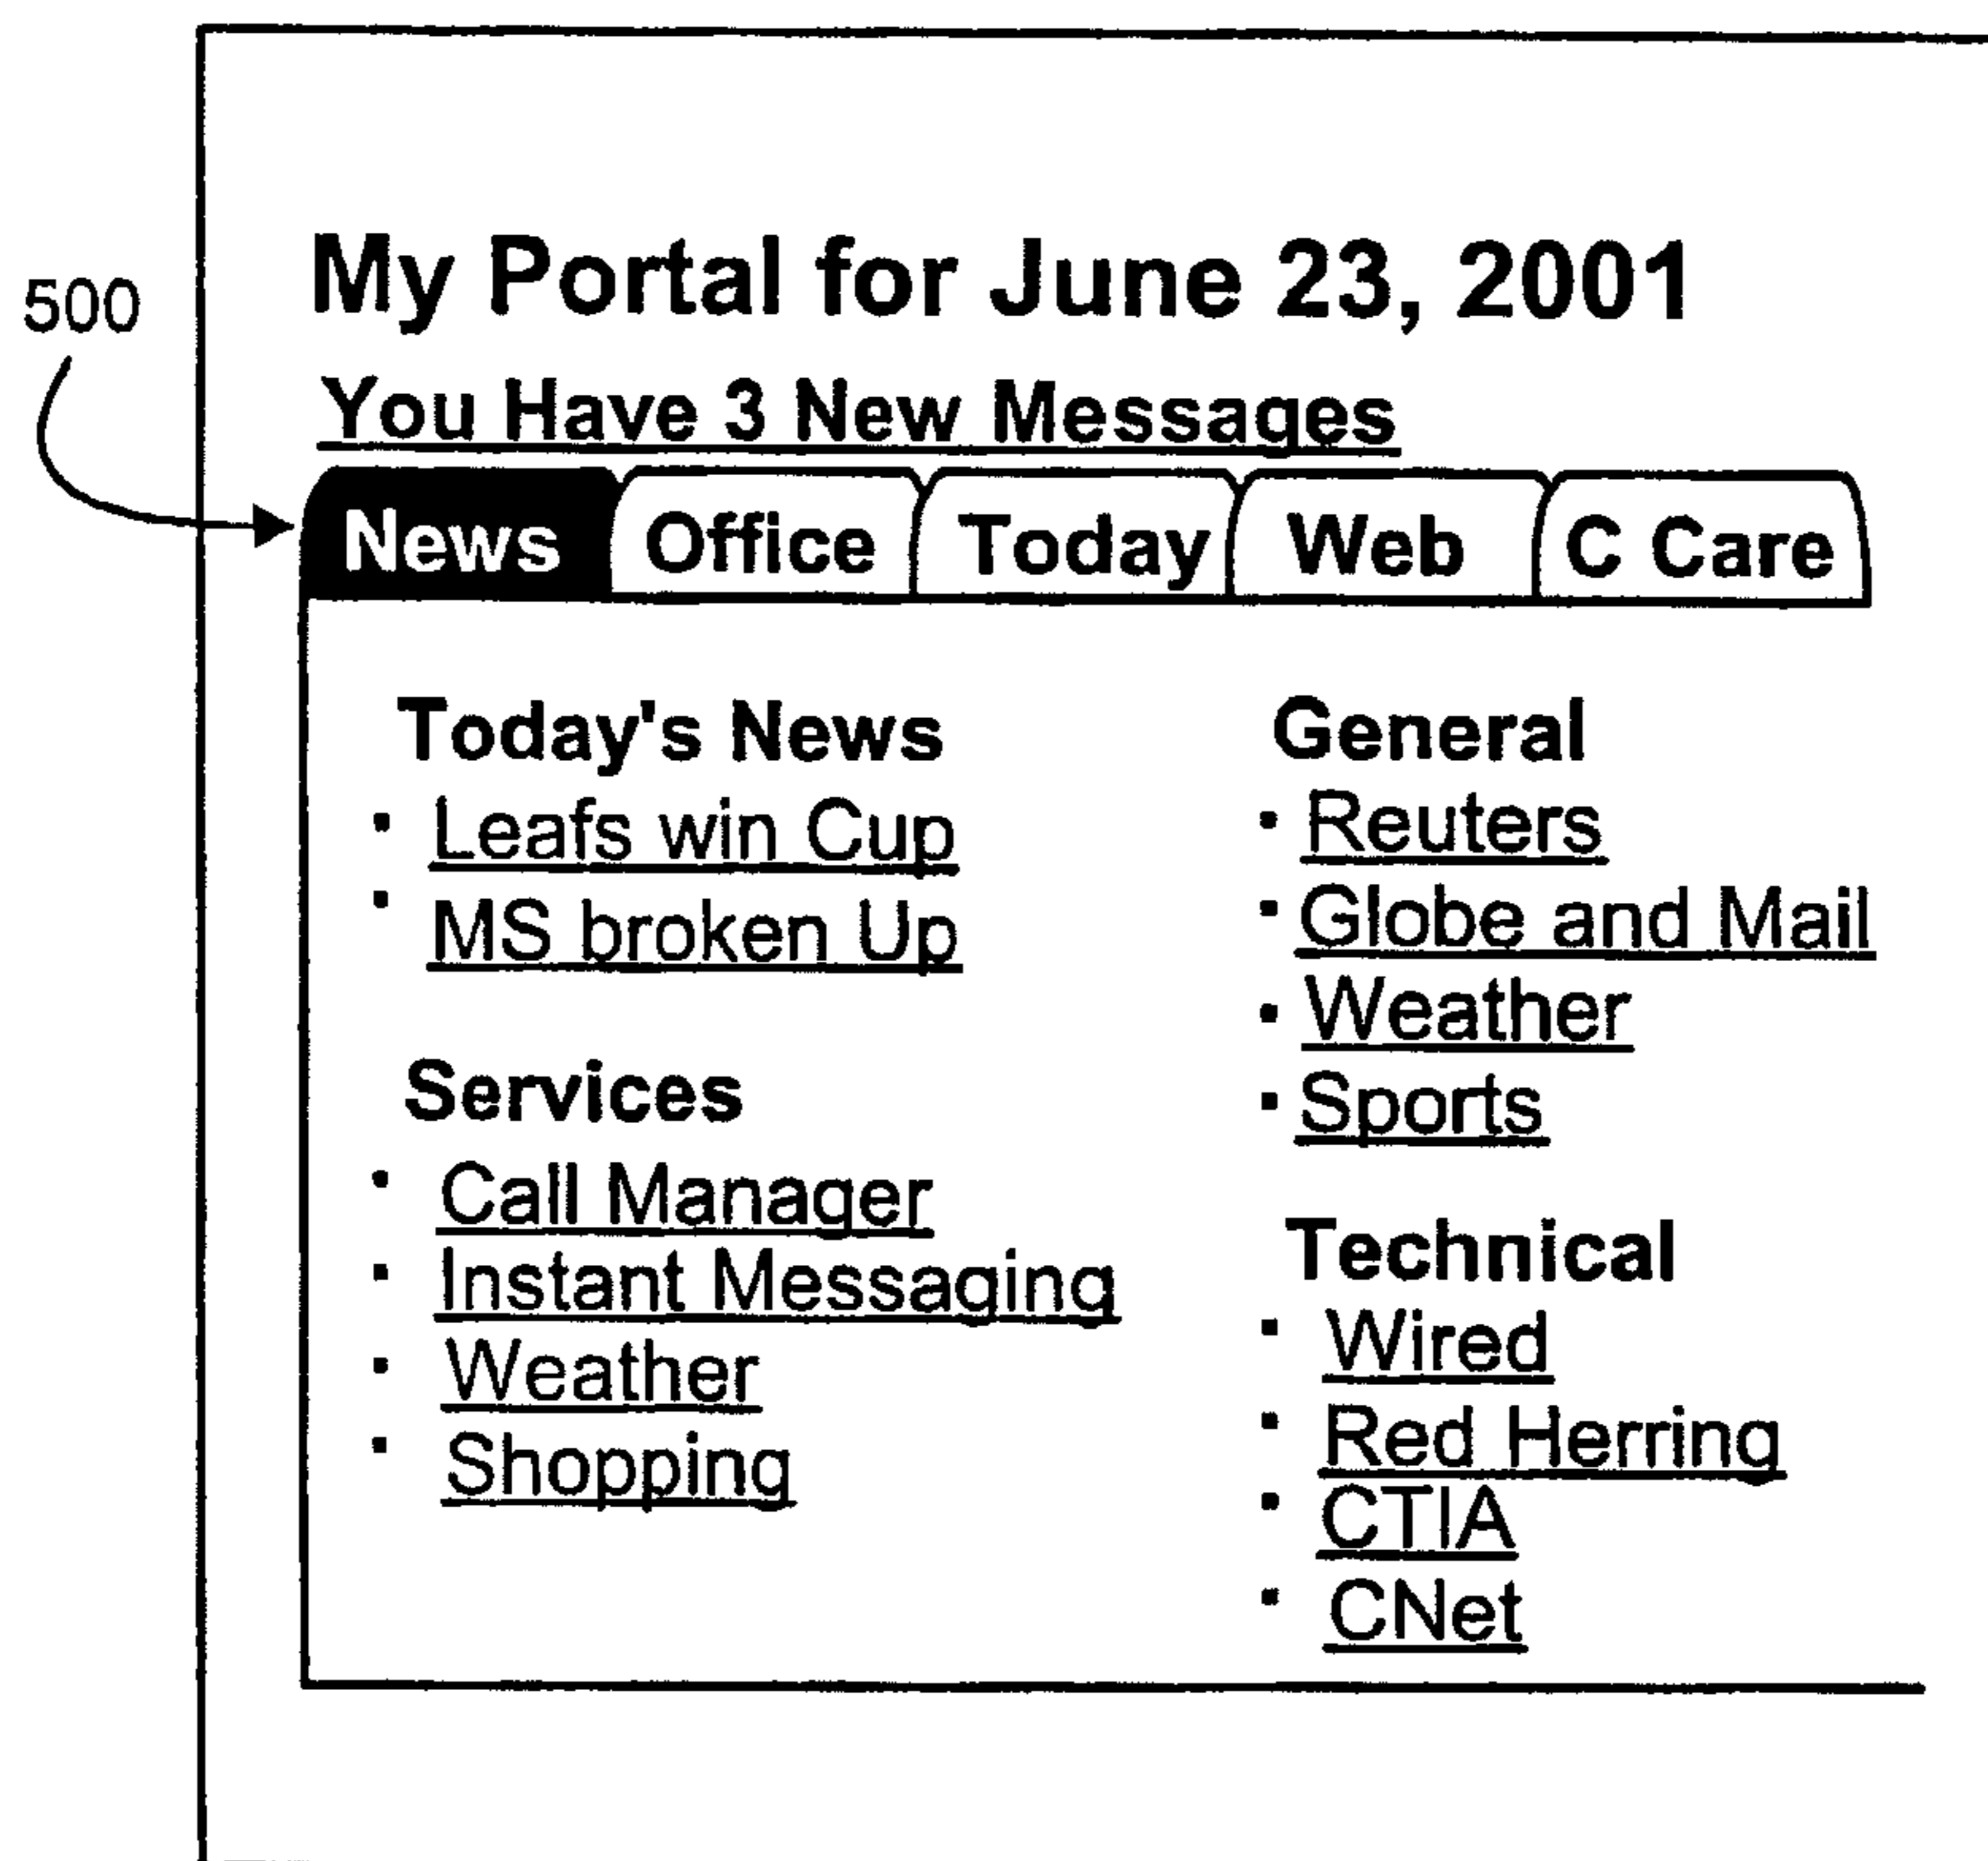 500
My Portal for June 23, 2001
You Have 3 New Messages
News Office Today Web C Care
Today's News
· Leafs win Cup
· MS broken Up
Services
· Call Manager
· Instant Messaging
· Weather
· Shopping
General
· Reuters
· Globe and Mail
· Weather
· Sports
Technical
· Wired
· Red Herring
· CTIA
· CNet